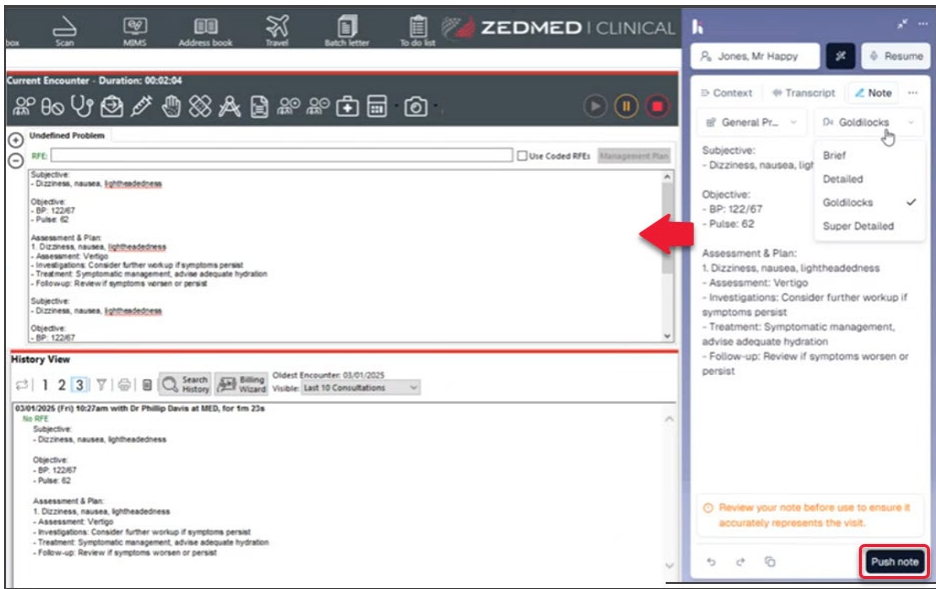 box
Scan
MIMS
Address book
Travel
Batch letter
To do list
ZEDMED | CLINICAL
Current Encounter - Duration: 00:02:04
Undefined Problem
RFE:
Use Coded RFEs
Management Plan
Subjective:
- Dizziness, nausea, lightheadedness
Objective:
- BP: 122/67
- Pulse: 62
Assessment & Plan:
1. Dizziness, nausea, lightheadedness
- Assessment: Vertigo
- Investigations: Consider further workup if symptoms persist
- Treatment: Symptomatic management, advise adequate hydration
- Follow-up: Review if symptoms worsen or persist
Subjective:
- Dizziness, nausea, lightheadedness
Objective:
- BP: 122/67
History View
1 2 3
Search History
Billing Wizard
Oldest Encounter: 03/01/2025
Visible: Last 10 Consultations
03/01/2025 (Fri) 10:27am with Dr Phillip Davis at MED, for 1m 23s
No RFE
Subjective:
- Dizziness, nausea, lightheadedness
Objective:
- BP: 122/67
- Pulse: 62
Assessment & Plan:
1. Dizziness, nausea, lightheadedness
- Assessment: Vertigo
- Investigations: Consider further workup if symptoms persist
- Treatment: Symptomatic management, advise adequate hydration
- Follow-up: Review if symptoms worsen or persist
h
Jones, Mr Happy
Resume
Context
Transcript
Note
General Pr...
Goldilocks
Brief
Detailed
Goldilocks
Super Detailed
Subjective:
- Dizziness, nausea, ligh
Objective:
- BP: 122/67
- Pulse: 62
Assessment & Plan:
1. Dizziness, nausea, lightheadedness
- Assessment: Vertigo
- Investigations: Consider further workup if
symptoms persist
- Treatment: Symptomatic management,
advise adequate hydration
- Follow-up: Review if symptoms worsen or
persist
Review your note before use to ensure it
accurately represents the visit.
Push note